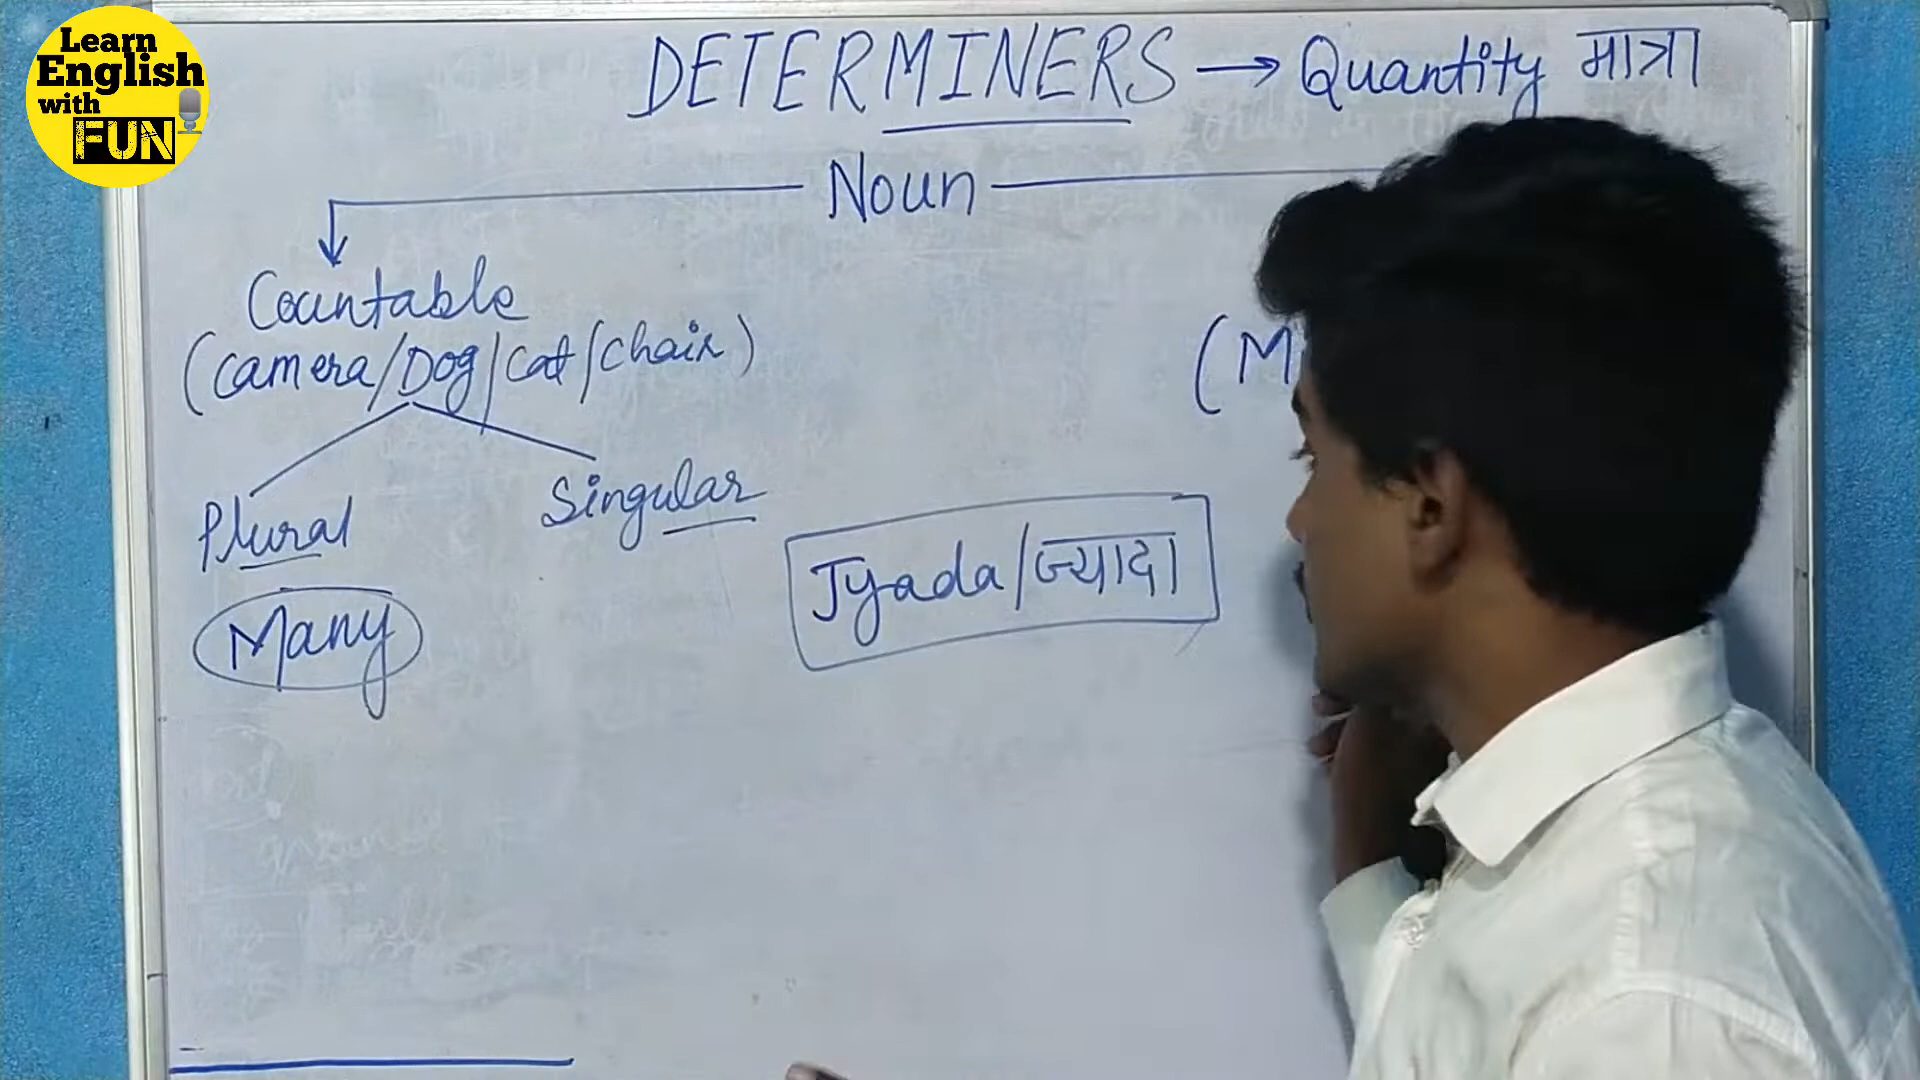 Learn
English
with
FUN
DETERMINERS → Quantity मात्रा
Noun
Countable
(Camera/Dog/Cat/Chair)
(M
Plural
Singular
Jyada/ज्यादा
Many